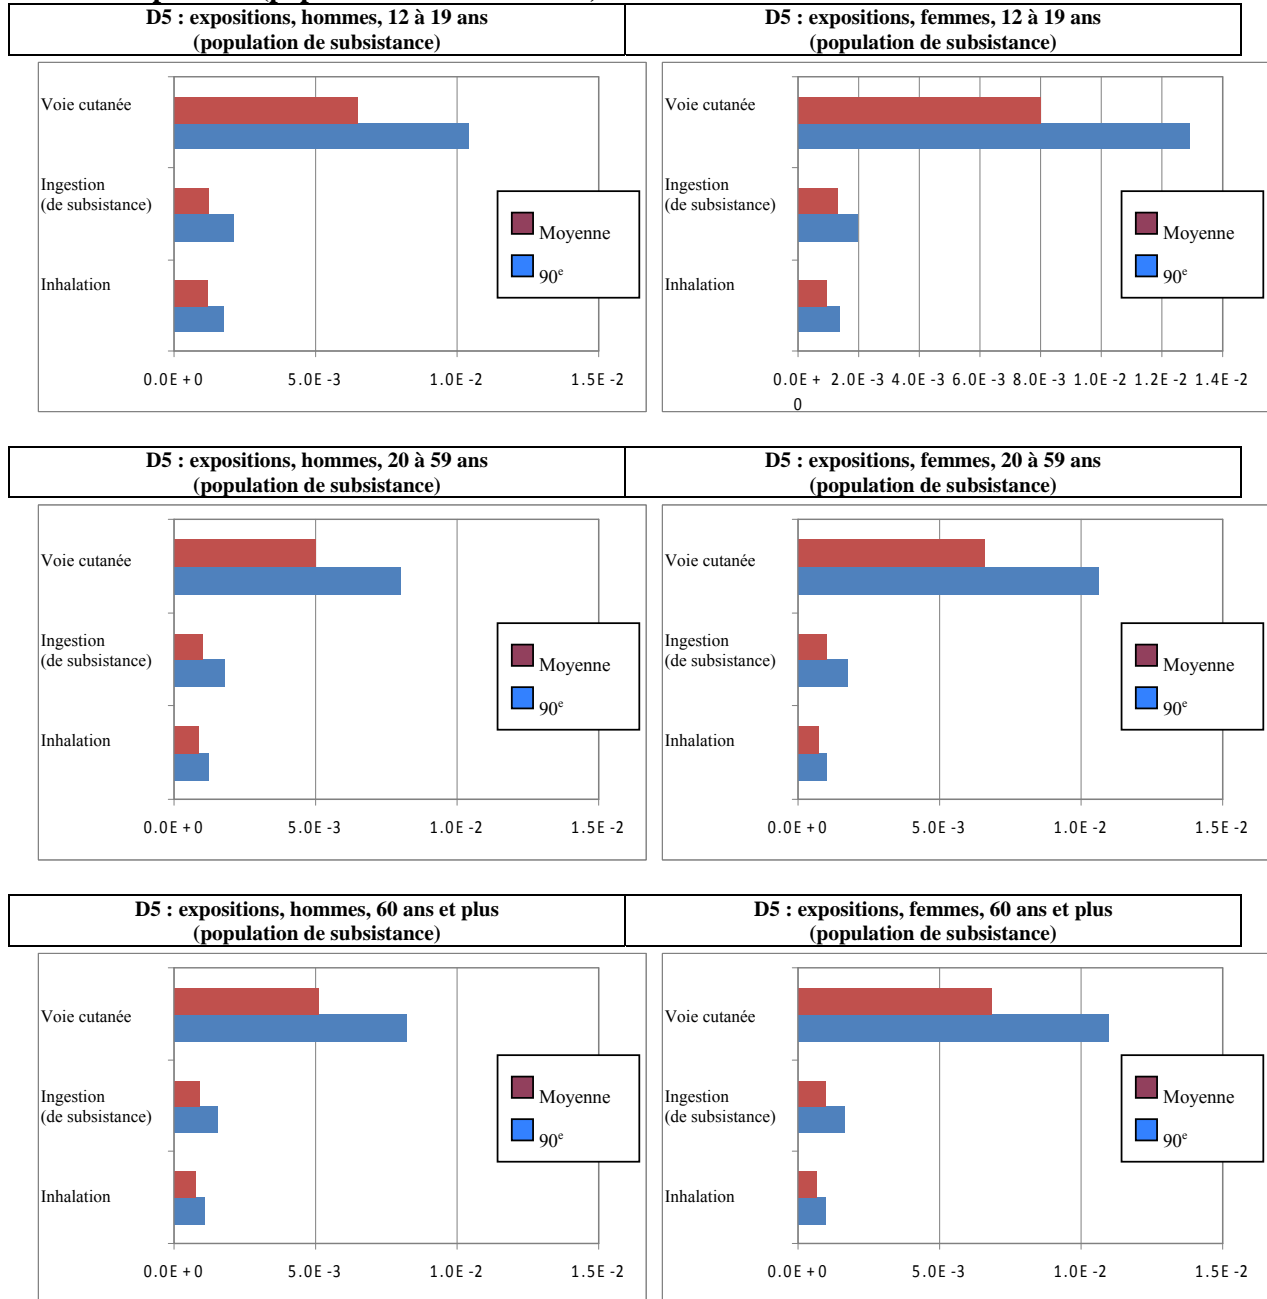 D5 : expositions, hommes, 12 à 19 ans
(population de subsistance)
D5 : expositions, femmes, 12 à 19 ans
(population de subsistance)
Voie cutanée
Ingestion
(de subsistance)
Inhalation
Moyenne
90e
0.0E + 0 5.0E -3 1.0E -2 1.5E -2
Voie cutanée
Ingestion
(de subsistance)
Inhalation
Moyenne
90e
0.0E + 2.0E -3 4.0E -3 6.0E -3 8.0E -3 1.0E -2 1.2E -2 1.4E -2
0
D5 : expositions, hommes, 20 à 59 ans
(population de subsistance)
D5 : expositions, femmes, 20 à 59 ans
(population de subsistance)
Voie cutanée
Ingestion
(de subsistance)
Inhalation
Moyenne
90e
0.0E + 0 5.0E -3 1.0E -2 1.5E -2
Voie cutanée
Ingestion
(de subsistance)
Inhalation
Moyenne
90e
0.0E + 0 5.0E -3 1.0E -2 1.5E -2
D5 : expositions, hommes, 60 ans et plus
(population de subsistance)
D5 : expositions, femmes, 60 ans et plus
(population de subsistance)
Voie cutanée
Ingestion
(de subsistance)
Inhalation
Moyenne
90e
0.0E + 0 5.0E -3 1.0E -2 1.5E -2
Voie cutanée
Ingestion
(de subsistance)
Inhalation
Moyenne
90e
0.0E + 0 5.0E -3 1.0E -2 1.5E -2